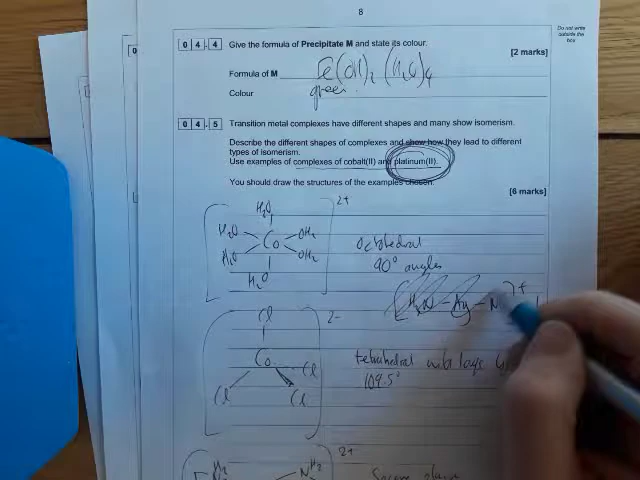 8
Do not write
outside the
box
0 4 . 4 Give the formula of Precipitate M and state its colour.
[2 marks]
Formula of M Fe(OH)2 (H2O)4
Colour green
0 4 . 5 Transition metal complexes have different shapes and many show isomerism.
Describe the different shapes of complexes and show how they lead to different
types of isomerism.
Use examples of complexes of cobalt(II) and platinum(II).
You should draw the structures of the examples chosen.
[6 marks]
H2O 2+
H2O OH2
Co
H2O OH2
H2O
octohedral
90° angles
[H3N - Ag - N ]+
Cl 2-
Co
Cl
Cl Cl
tetrahedral
109.5°
2+
NH2